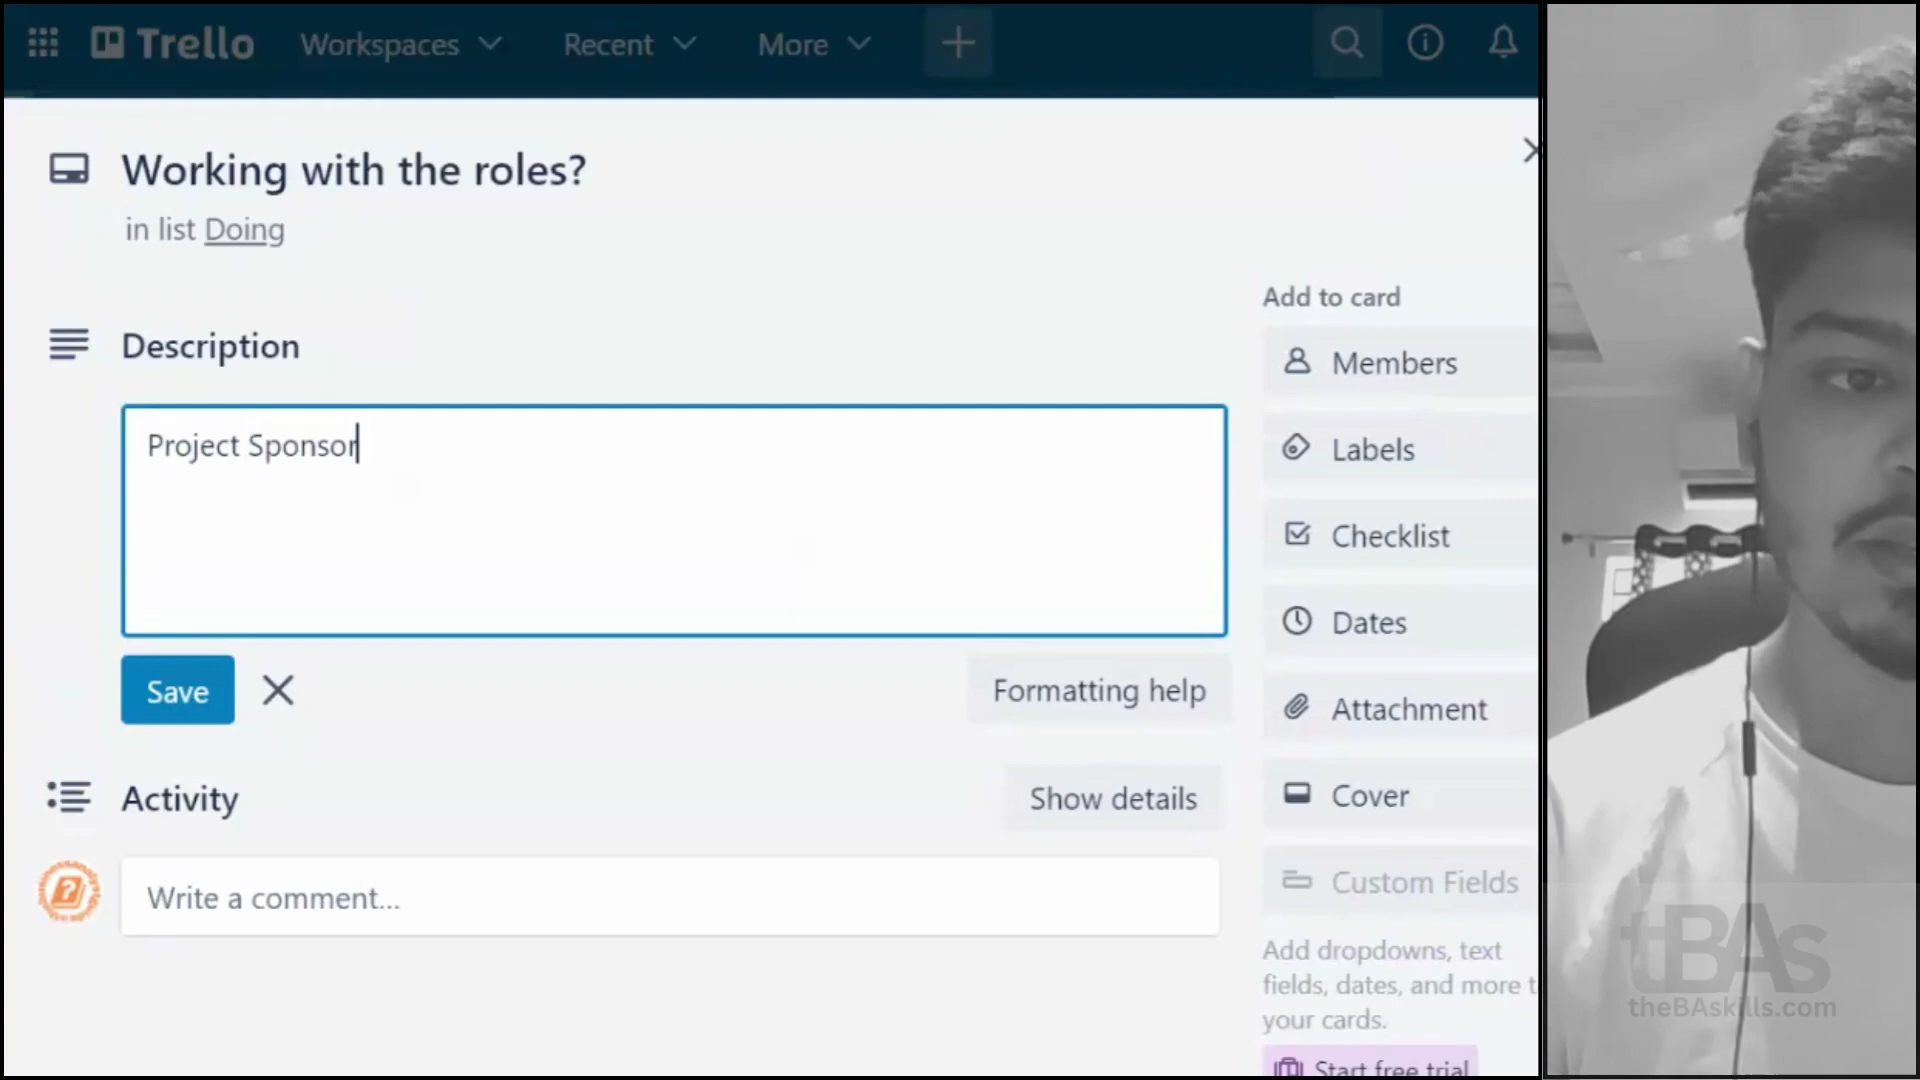 Trello Workspaces Recent More
Working with the roles?
in list Doing
Add to card
Description
Members
Project Sponsor
Labels
Checklist
Dates
Save
Formatting help
Attachment
Activity
Show details
Cover
Write a comment...
Custom Fields
Add dropdowns, text
fields, dates, and more t
your cards.
Start free trial
tBAs
theBAskills.com